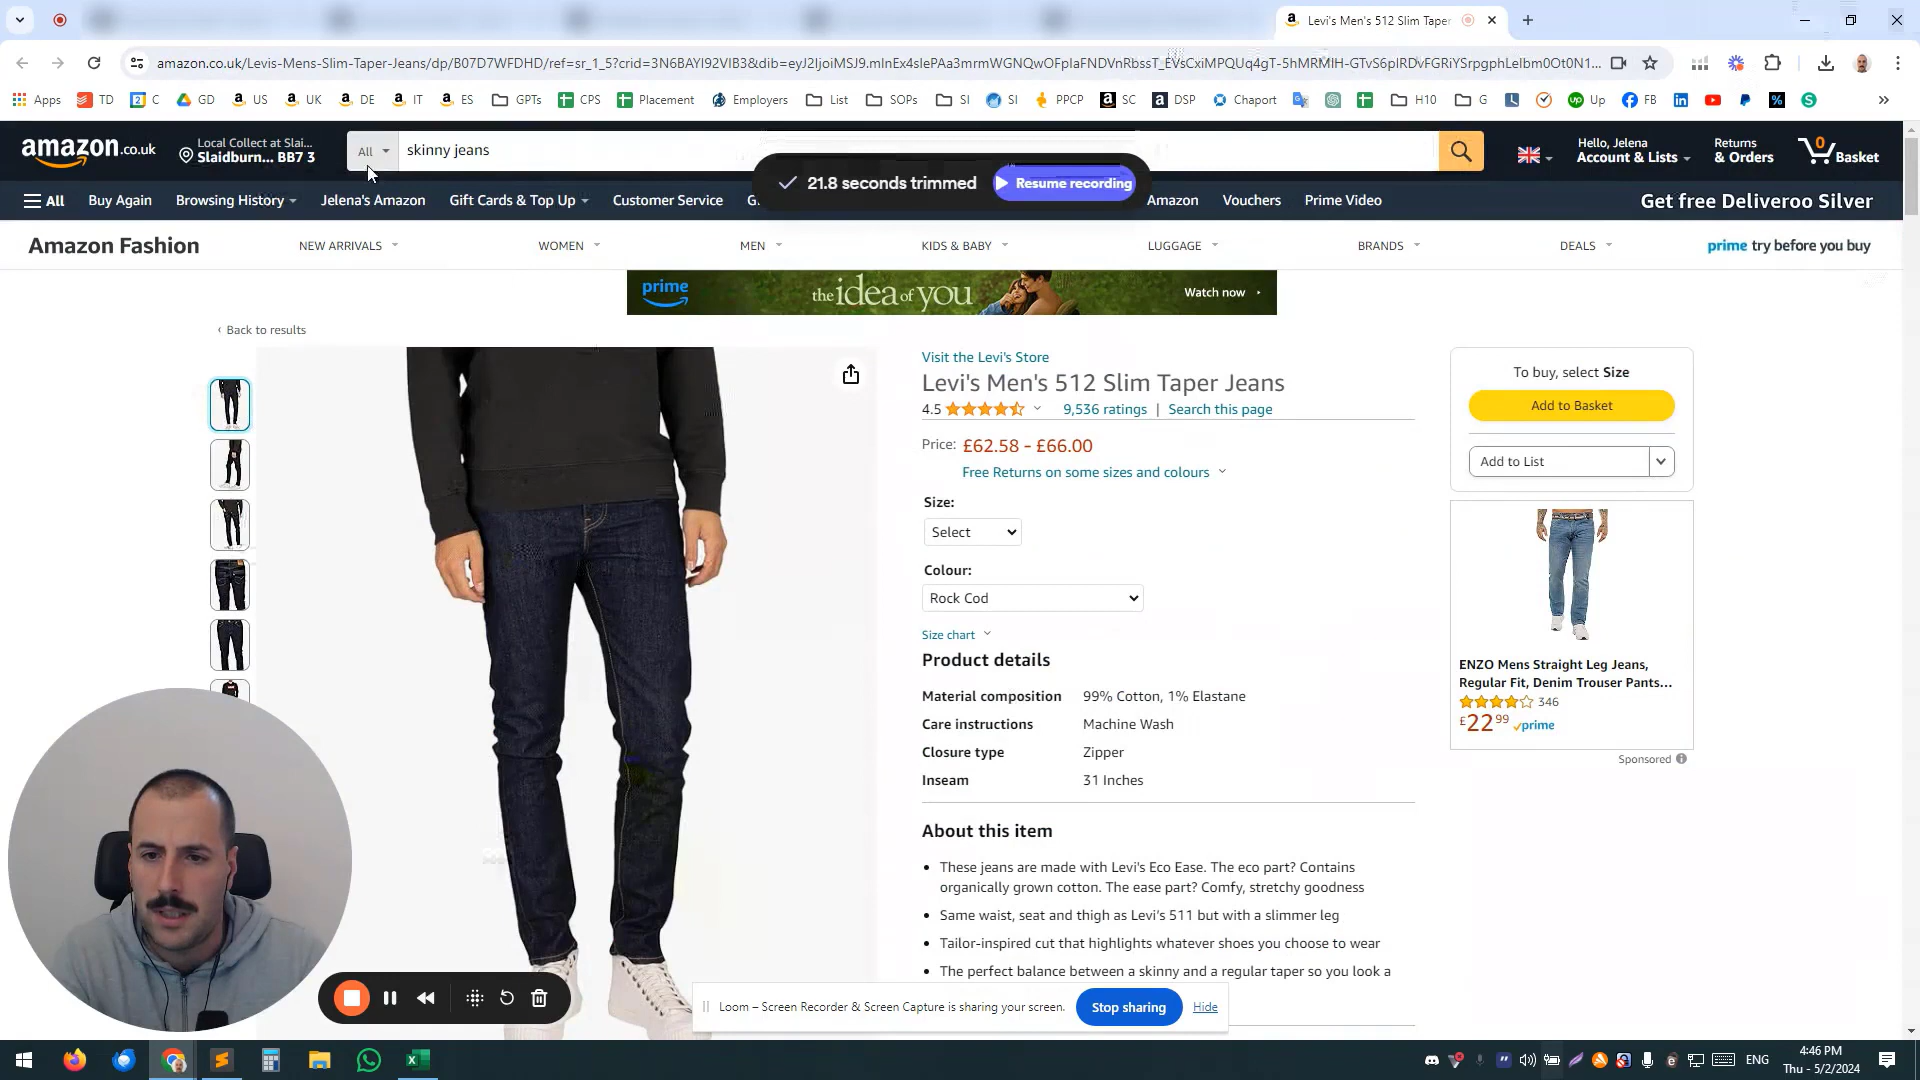 Levi's Men's 512 Slim Taper
amazon.co.uk/Levis-Mens-Slim-Taper-Jeans/dp/B07D7WFDHD/ref=sr_1_5?crid=3N6BAYI92VIB3&dib=
Apps TD C GD US UK DE IT ES GPTs CPS Placement Employers List SOPs SI SI PPCP SC DSP Chaport H10 G Up FB
amazon.co.uk
Local Collect at Slai...
Slaidburn... BB7 3
All
skinny jeans
Hello, Jelena
Account & Lists
Returns
& Orders
0
Basket
21.8 seconds trimmed
Resume recording
All Buy Again Browsing History Jelena's Amazon Gift Cards & Top Up Customer Service Amazon Vouchers Prime Video
Get free Deliveroo Silver
Amazon Fashion
NEW ARRIVALS WOMEN MEN KIDS & BABY LUGGAGE BRANDS DEALS
prime try before you buy
prime
the idea of you
Watch now
‹ Back to results
Visit the Levi's Store
Levi's Men's 512 Slim Taper Jeans
4.5 9,536 ratings | Search this page
Price: £62.58 - £66.00
Free Returns on some sizes and colours
Size:
Select
Colour:
Rock Cod
Size chart
Product details
Material composition 99% Cotton, 1% Elastane
Care instructions Machine Wash
Closure type Zipper
Inseam 31 Inches
About this item
• These jeans are made with Levi's Eco Ease. The eco part? Contains
organically grown cotton. The ease part? Comfy, stretchy goodness
• Same waist, seat and thigh as Levi's 511 but with a slimmer leg
• Tailor-inspired cut that highlights whatever shoes you choose to wear
• The perfect balance between a skinny and a regular taper so you look a
To buy, select Size
Add to Basket
Add to List
ENZO Mens Straight Leg Jeans,
Regular Fit, Denim Trouser Pants...
346
£22 99 prime
Sponsored
Loom – Screen Recorder & Screen Capture is sharing your screen.
Stop sharing
Hide
ENG
4:46 PM
Thu - 5/2/2024